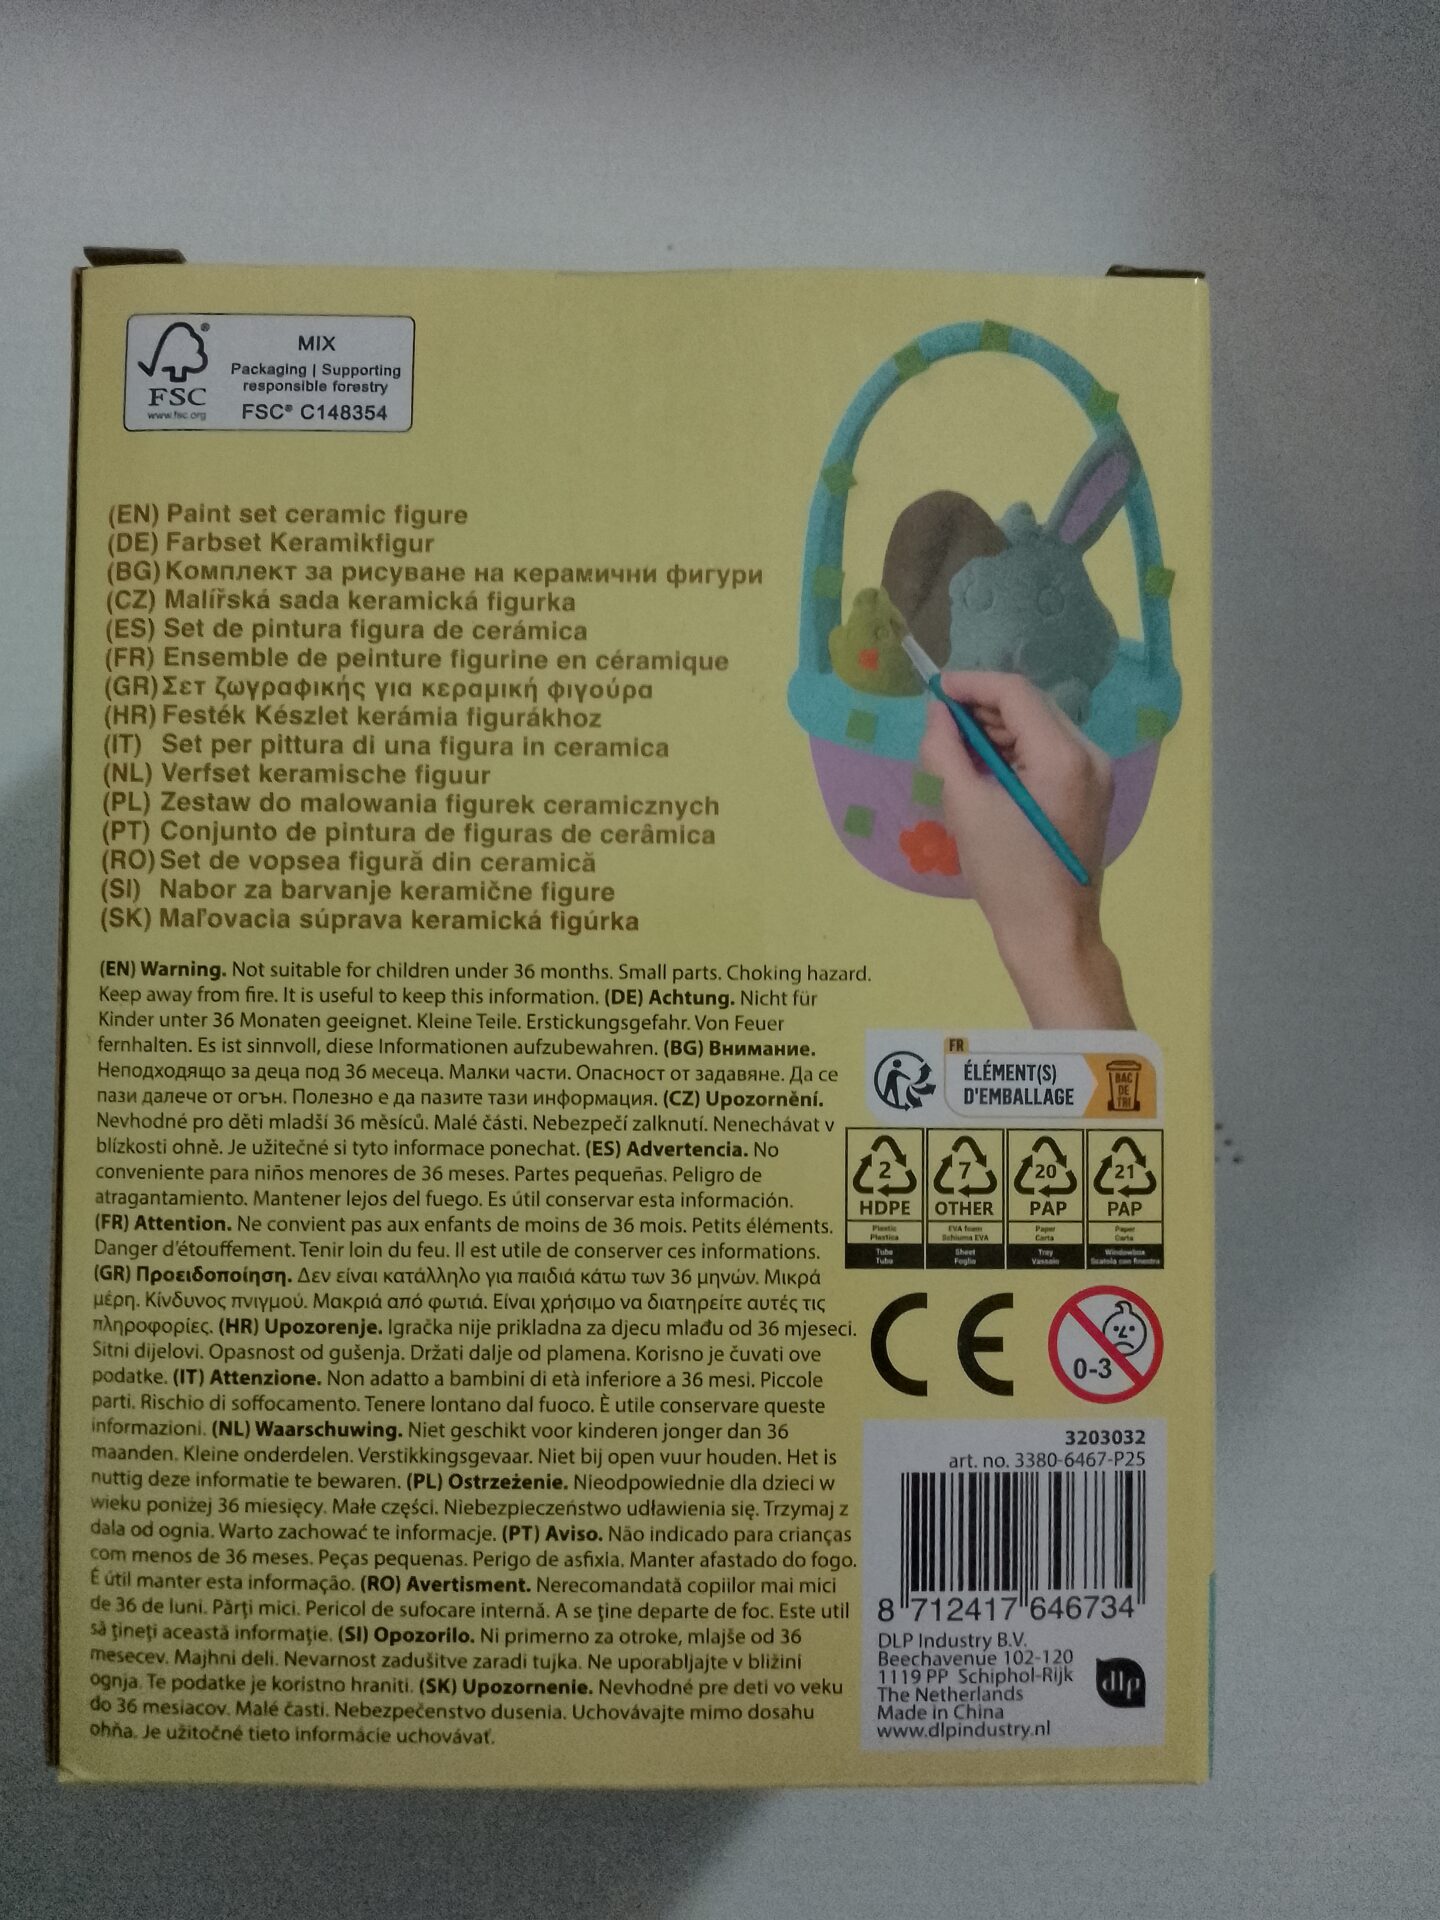 FSC
®
www.fsc.org
MIX
Packaging | Supporting
responsible forestry
FSC® C148354
(EN) Paint set ceramic figure
(DE) Farbset Keramikfigur
(BG) Комплект за рисуване на керамични фигури
(CZ) Malířská sada keramická figurka
(ES) Set de pintura figura de cerámica
(FR) Ensemble de peinture figurine en céramique
(GR) Σετ ζωγραφικής για κεραμική φιγούρα
(HR) Festék Készlet kerámia figurákhoz
(IT) Set per pittura di una figura in ceramica
(NL) Verfset keramische figuur
(PL) Zestaw do malowania figurek ceramicznych
(PT) Conjunto de pintura de figuras de cerâmica
(RO) Set de vopsea figură din ceramică
(SI) Nabor za barvanje keramične figure
(SK) Maľovacia súprava keramická figúrka
(EN) Warning. Not suitable for children under 36 months. Small parts. Choking hazard.
Keep away from fire. It is useful to keep this information. (DE) Achtung. Nicht für
Kinder unter 36 Monaten geeignet. Kleine Teile. Erstickungsgefahr. Von Feuer
fernhalten. Es ist sinnvoll, diese Informationen aufzubewahren. (BG) Внимание.
Неподходящо за деца под 36 месеца. Малки части. Опасност от задавяне. Да се
пази далече от огън. Полезно е да пазите тази информация. (CZ) Upozornění.
Nevhodné pro děti mladší 36 měsíců. Malé části. Nebezpečí zalknutí. Nenechávat v
blízkosti ohně. Je užitečné si tyto informace ponechat. (ES) Advertencia. No
conveniente para niños menores de 36 meses. Partes pequeñas. Peligro de
atragantamiento. Mantener lejos del fuego. Es útil conservar esta información.
(FR) Attention. Ne convient pas aux enfants de moins de 36 mois. Petits éléments.
Danger d'étouffement. Tenir loin du feu. Il est utile de conserver ces informations.
(GR) Προειδοποίηση. Δεν είναι κατάλληλο για παιδιά κάτω των 36 μηνών. Μικρά
μέρη. Κίνδυνος πνιγμού. Μακριά από φωτιά. Είναι χρήσιμο να διατηρείτε αυτές τις
πληροφορίες. (HR) Upozorenje. Igračka nije prikladna za djecu mlađu od 36 mjeseci.
Sitni dijelovi. Opasnost od gušenja. Držati dalje od plamena. Korisno je čuvati ove
podatke. (IT) Attenzione. Non adatto a bambini di età inferiore a 36 mesi. Piccole
parti. Rischio di soffocamento. Tenere lontano dal fuoco. È utile conservare queste
informazioni. (NL) Waarschuwing. Niet geschikt voor kinderen jonger dan 36
maanden. Kleine onderdelen. Verstikkingsgevaar. Niet bij open vuur houden. Het is
nuttig deze informatie te bewaren. (PL) Ostrzeżenie. Nieodpowiednie dla dzieci w
wieku poniżej 36 miesięcy. Małe części. Niebezpieczeństwo udławienia się. Trzymaj z
dala od ognia. Warto zachować te informacje. (PT) Aviso. Não indicado para crianças
com menos de 36 meses. Peças pequenas. Perigo de asfixia. Manter afastado do fogo.
É útil manter esta informação. (RO) Avertisment. Nerecomandată copiilor mai mici
de 36 de luni. Părţi mici. Pericol de sufocare internă. A se ţine departe de foc. Este util
să ţineţi această informaţie. (SI) Opozorilo. Ni primerno za otroke, mlajše od 36
mesecev. Majhni deli. Nevarnost zadušitve zaradi tujka. Ne uporabljajte v bližini
ognja. Te podatke je koristno hraniti. (SK) Upozornenie. Nevhodné pre deti vo veku
do 36 mesiacov. Malé časti. Nebezpečenstvo dusenia. Uchovávajte mimo dosahu
ohňa. Je užitočné tieto informácie uchovávať.
FR
ÉLÉMENT(S)
D'EMBALLAGE
BAC
DE
TRI
2 7 20 21
HDPE OTHER PAP PAP
Plastic EVA foam Paper Paper
Plastica Schiuma EVA Carta Carta
Tube Sheet Tray Windowbox
Tubo Foglio Vassoio Scatola con finestra
CE
0-3
3203032
art. no. 3380-6467-P25
8 712417 646734
DLP Industry B.V.
Beechavenue 102-120
1119 PP Schiphol-Rijk
The Netherlands
Made in China
www.dlpindustry.nl
dlp